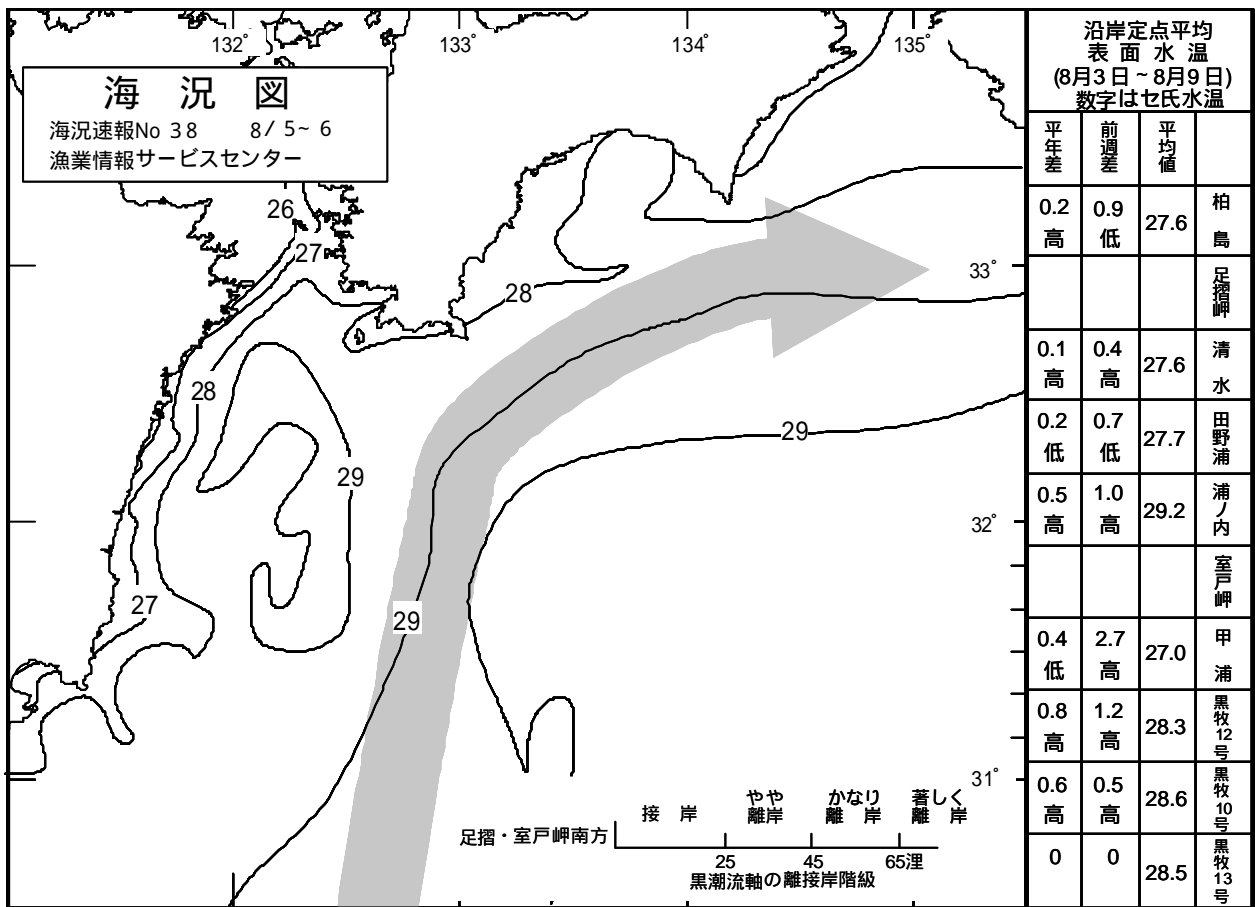 132° 133° 134° 135°
海 況 図
海況速報No 38 8/ 5~ 6
漁業情報サービスセンター
26
27
28
33°
28
29
29
32°
27
29
31°
接 岸 やや離岸 かなり離 岸 著しく離 岸
足摺・室戸岬南方
25 45 65浬
黒潮流軸の離接岸階級
沿岸定点平均
表 面 水 温
(8月3日~8月9日)
数字はセ氏水温
平年差 前週差 平均値
0.2高 0.9低 27.6 柏島
足摺岬
0.1高 0.4高 27.6 清水
0.2低 0.7低 27.7 田野浦
0.5高 1.0高 29.2 浦ノ内
室戸岬
0.4低 2.7高 27.0 甲浦
0.8高 1.2高 28.3 黒牧12号
0.6高 0.5高 28.6 黒牧10号
0 0 28.5 黒牧13号